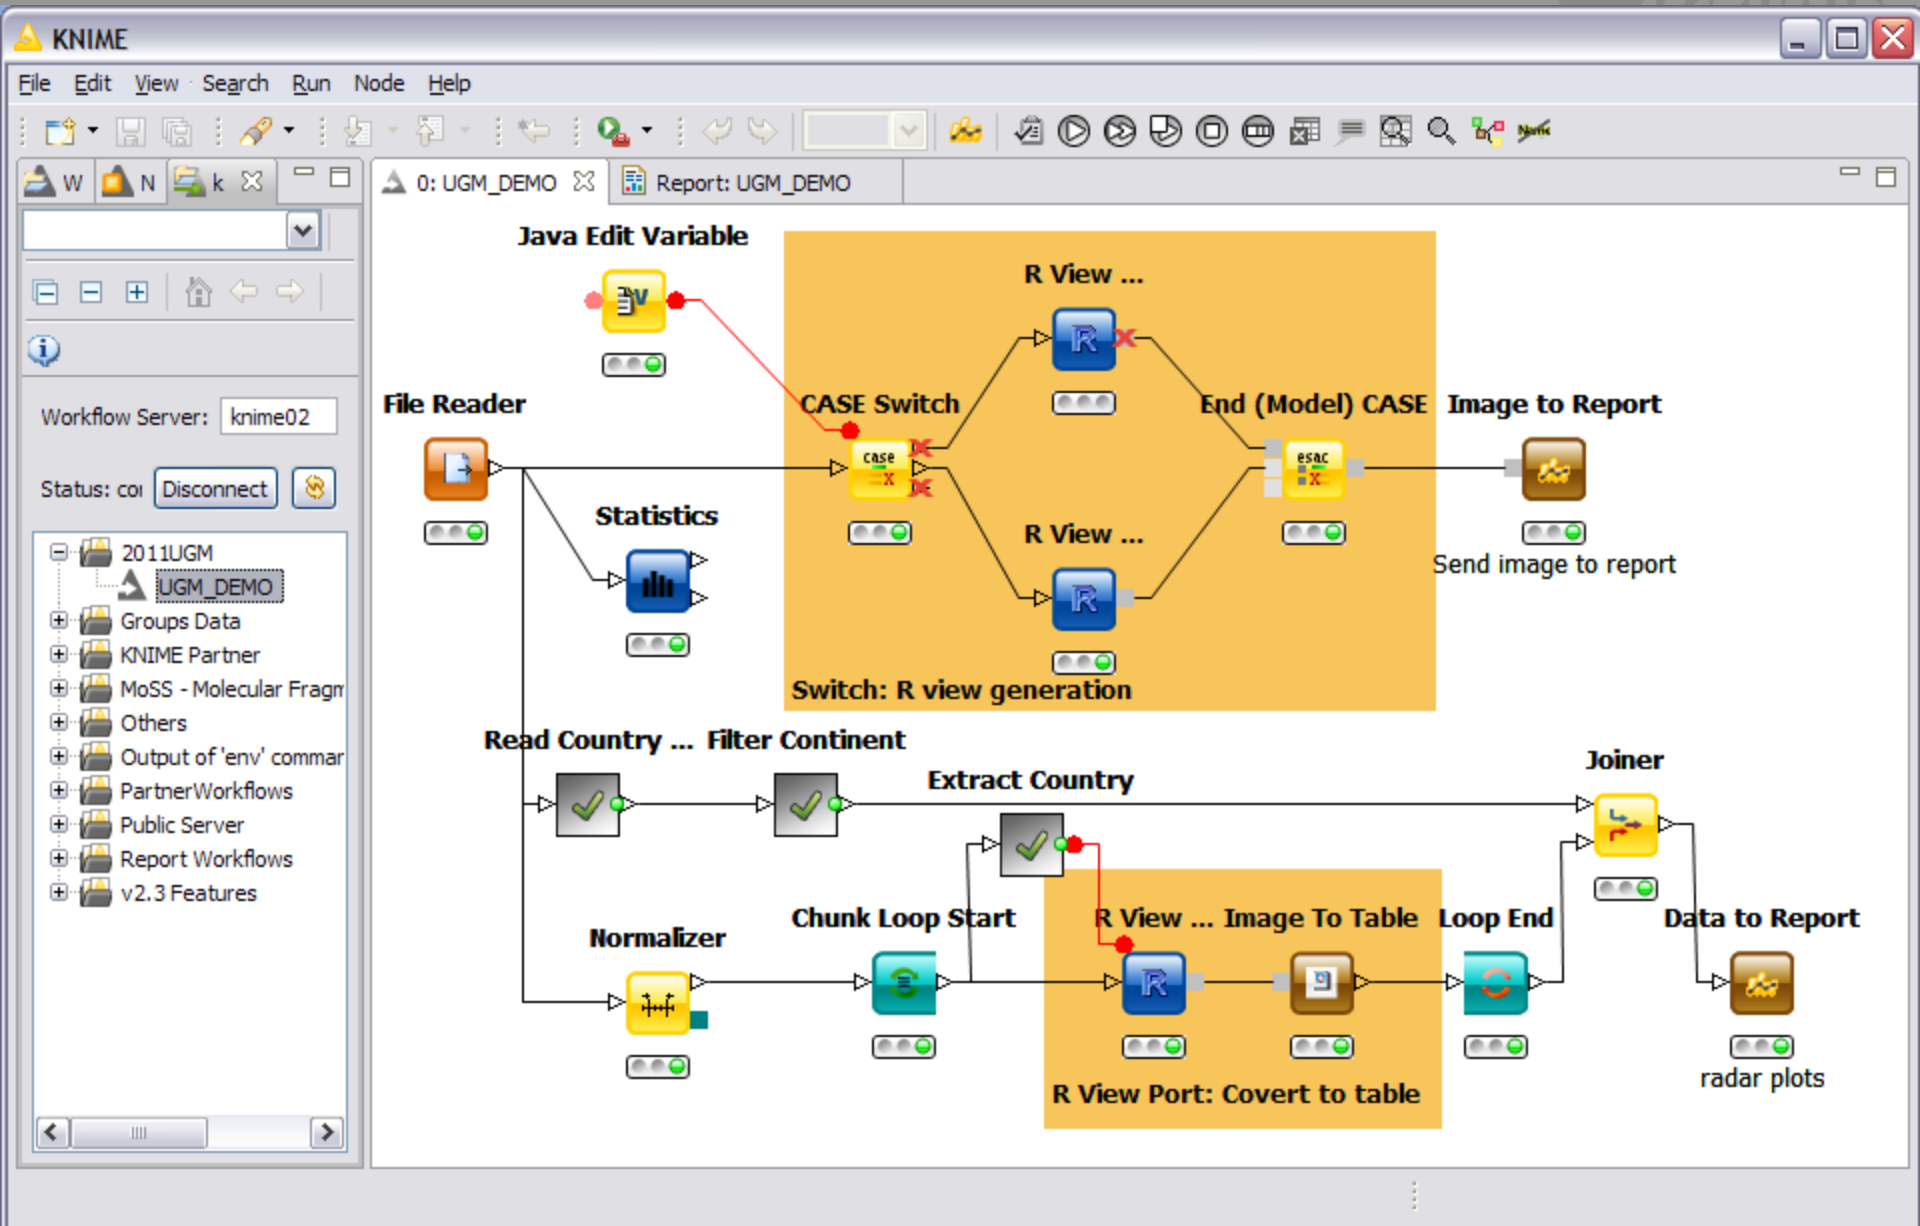 KNIME
File Edit View Search Run Node Help
W N k
0: UGM_DEMO
Report: UGM_DEMO
Workflow Server: knime02
Status: co
Disconnect
2011UGM
UGM_DEMO
Groups Data
KNIME Partner
MoSS - Molecular Fragm
Others
Output of 'env' commar
PartnerWorkflows
Public Server
Report Workflows
v2.3 Features
Java Edit Variable
V
R View ...
R
File Reader
CASE Switch
case
x
End (Model) CASE
esac
x
Image to Report
Send image to report
Statistics
R View ...
R
Switch: R view generation
Read Country ...
Filter Continent
Extract Country
Joiner
Normalizer
Chunk Loop Start
R View ...
R
Image To Table
Loop End
Data to Report
radar plots
R View Port: Covert to table